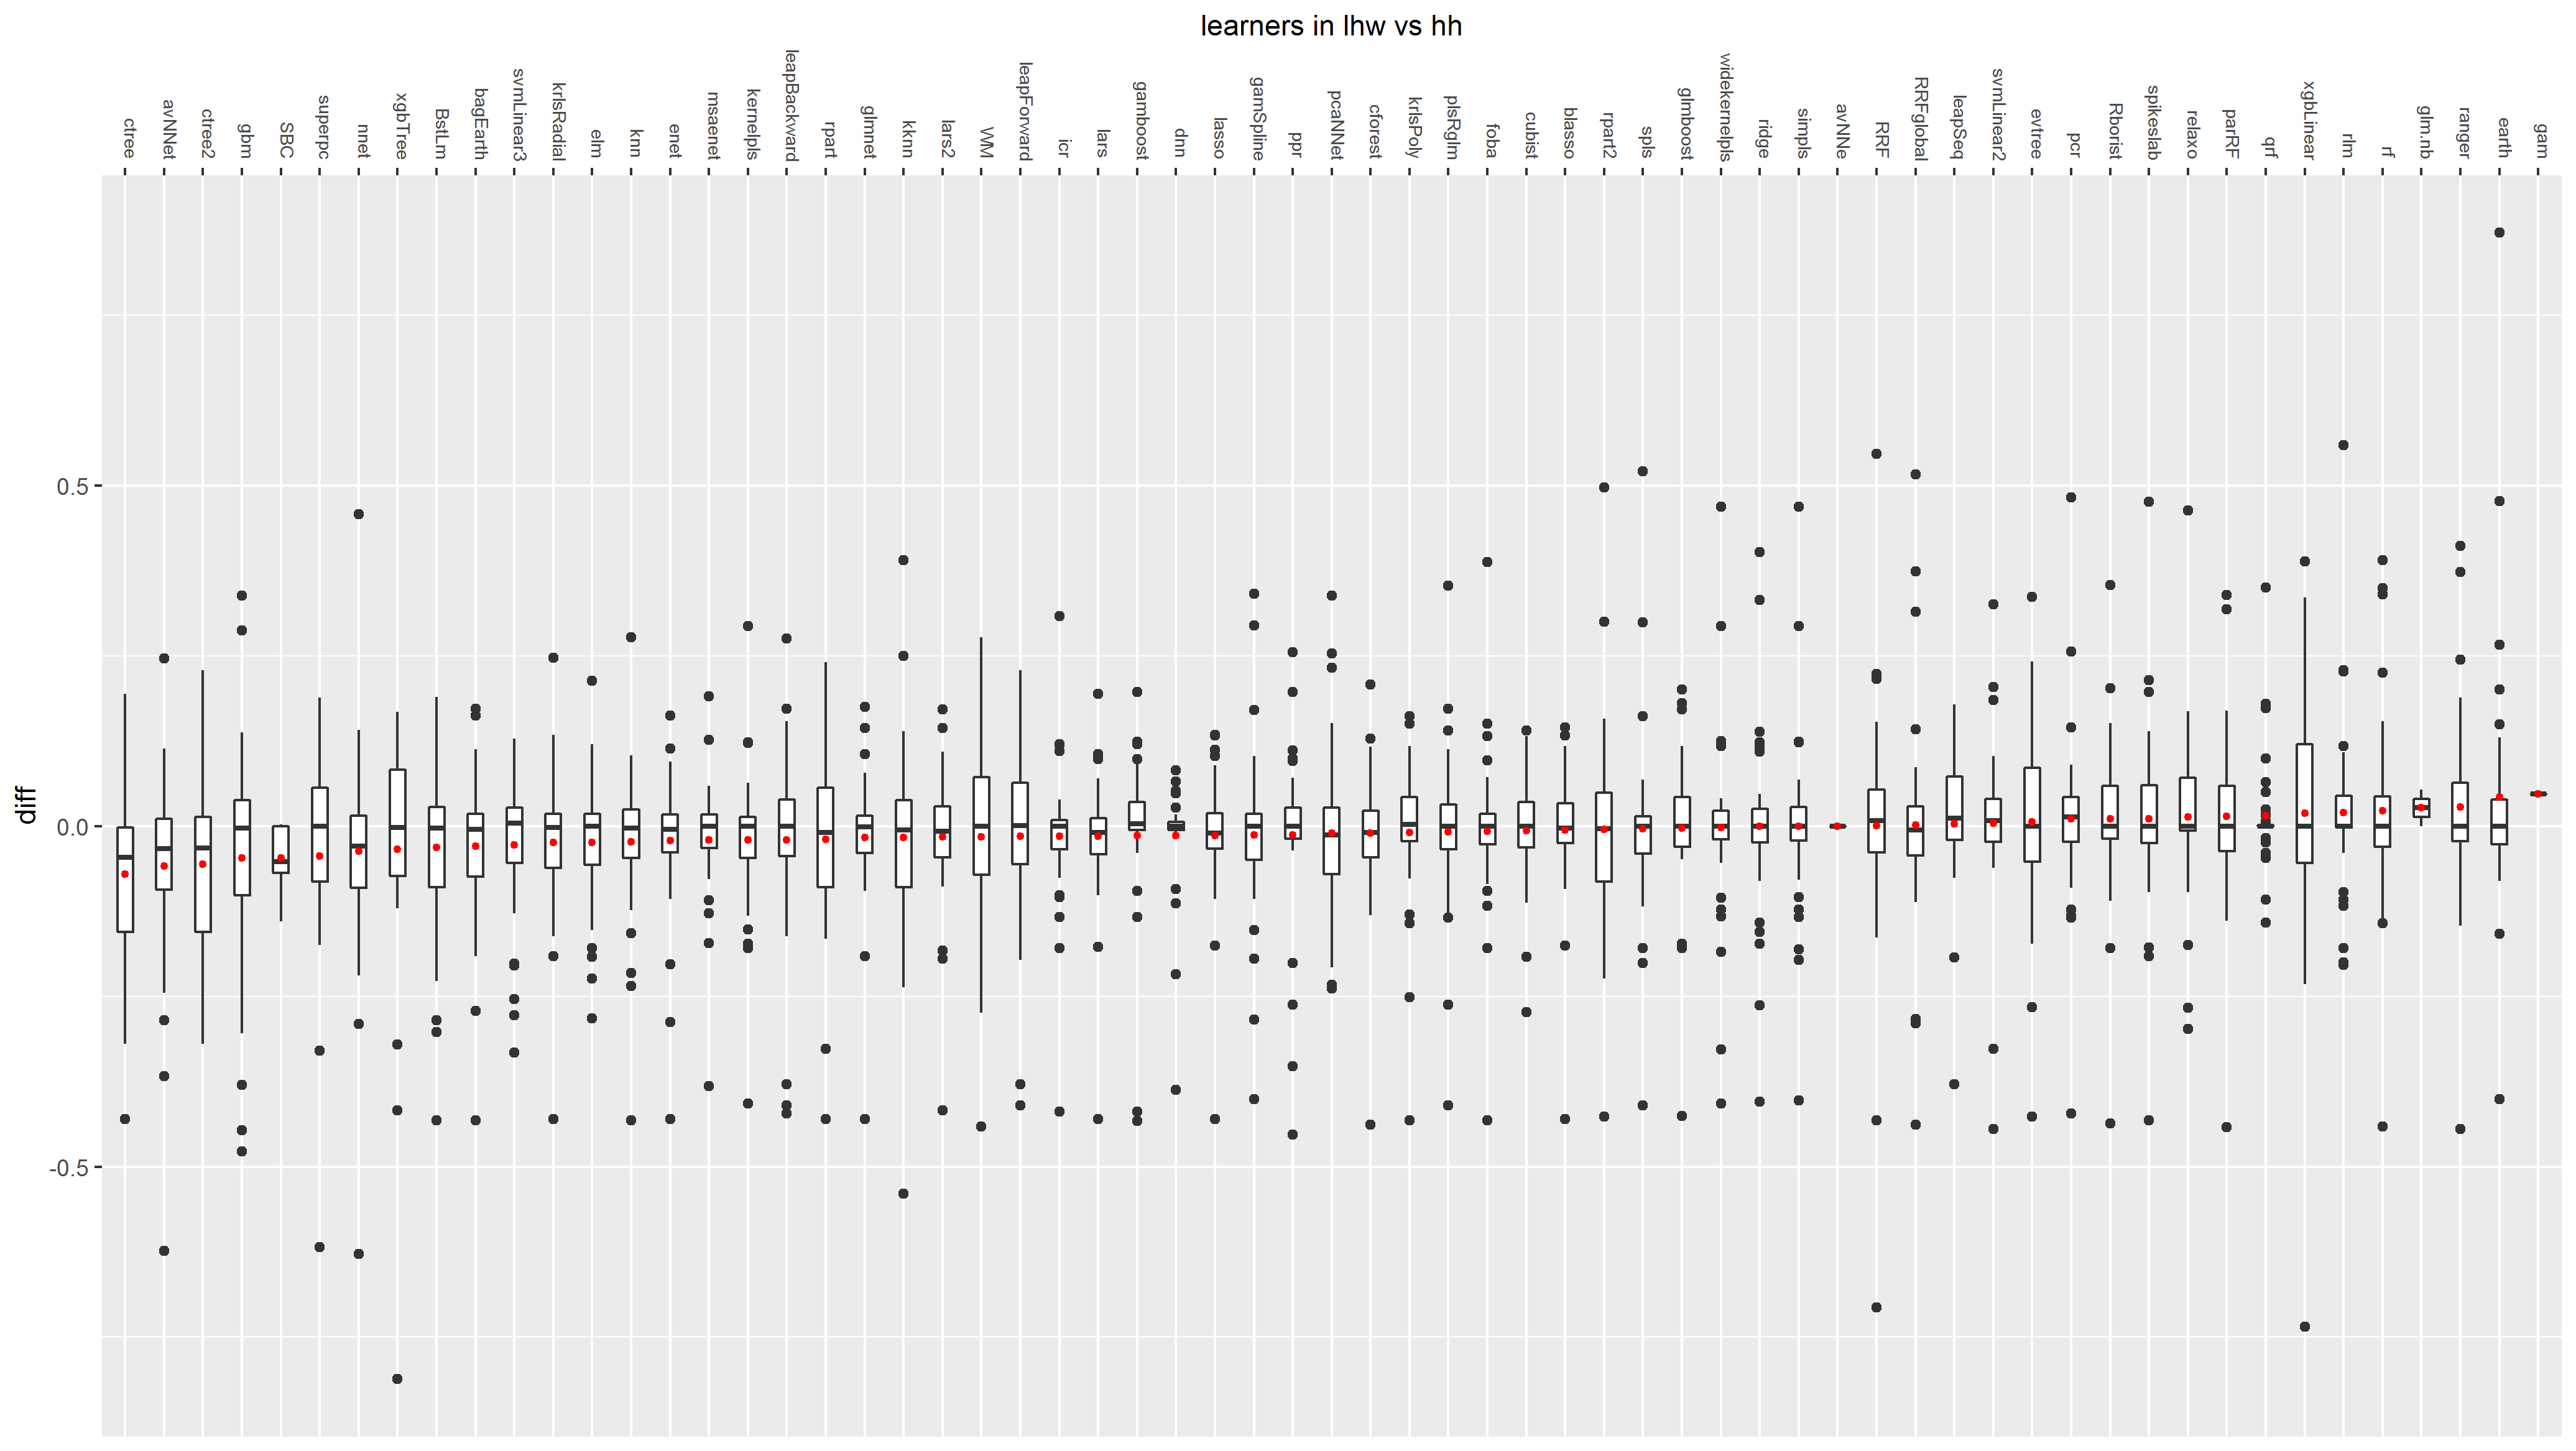 learners in lhw vs hh
ctree
avNNet
ctree2
gbm
SBC
superpc
nnet
xgbTree
BstLm
bagEarth
svmLinear3
krlsRadial
elm
knn
enet
msaenet
kernelpls
leapBackward
rpart
glmnet
kknn
lars2
WM
leapForward
icr
lars
gamboost
dnn
lasso
gamSpline
ppr
pcaNNet
cforest
krlsPoly
plsRglm
foba
cubist
blasso
rpart2
spls
glmboost
widekernelpls
ridge
simpls
avNNe
RRF
RRFglobal
leapSeq
svmLinear2
evtree
pcr
Rborist
spikeslab
relaxo
parRF
qrf
xgbLinear
rlm
rf
glm.nb
ranger
earth
gam
0.5
0.0
-0.5
diff